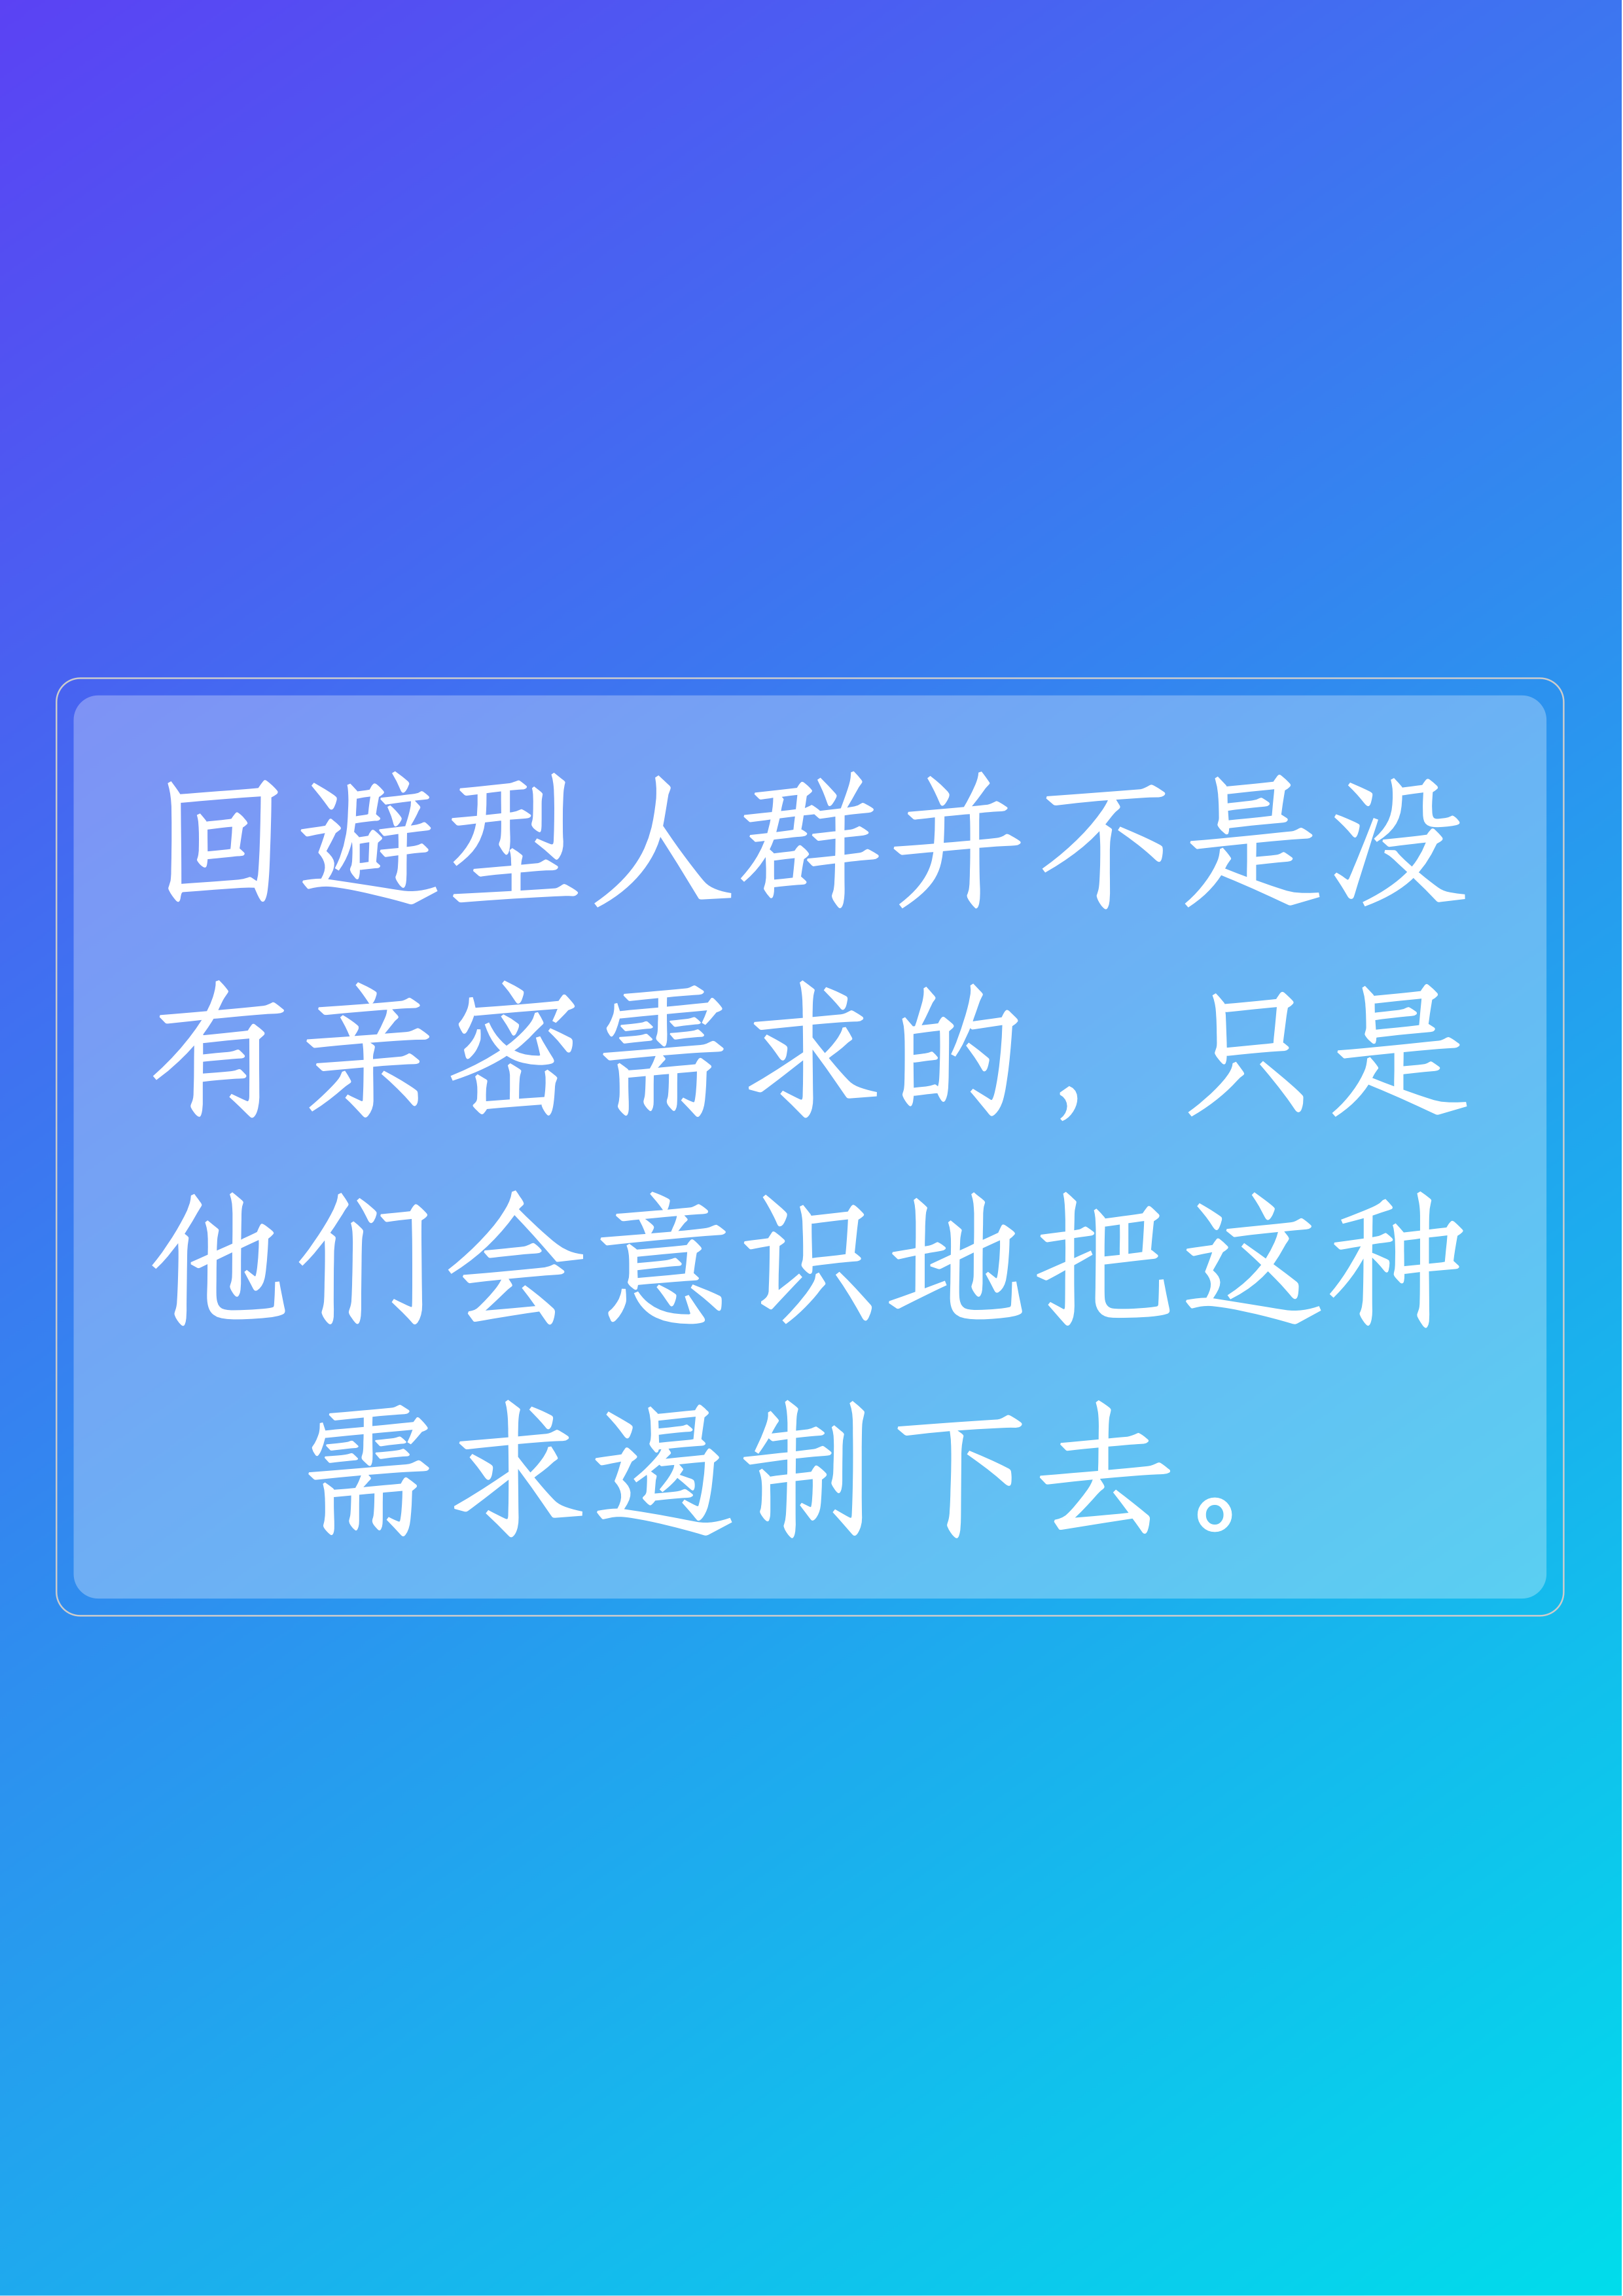 回避型人群并不是没
有亲密需求的，只是
他们会意识地把这种
需求遏制下去。